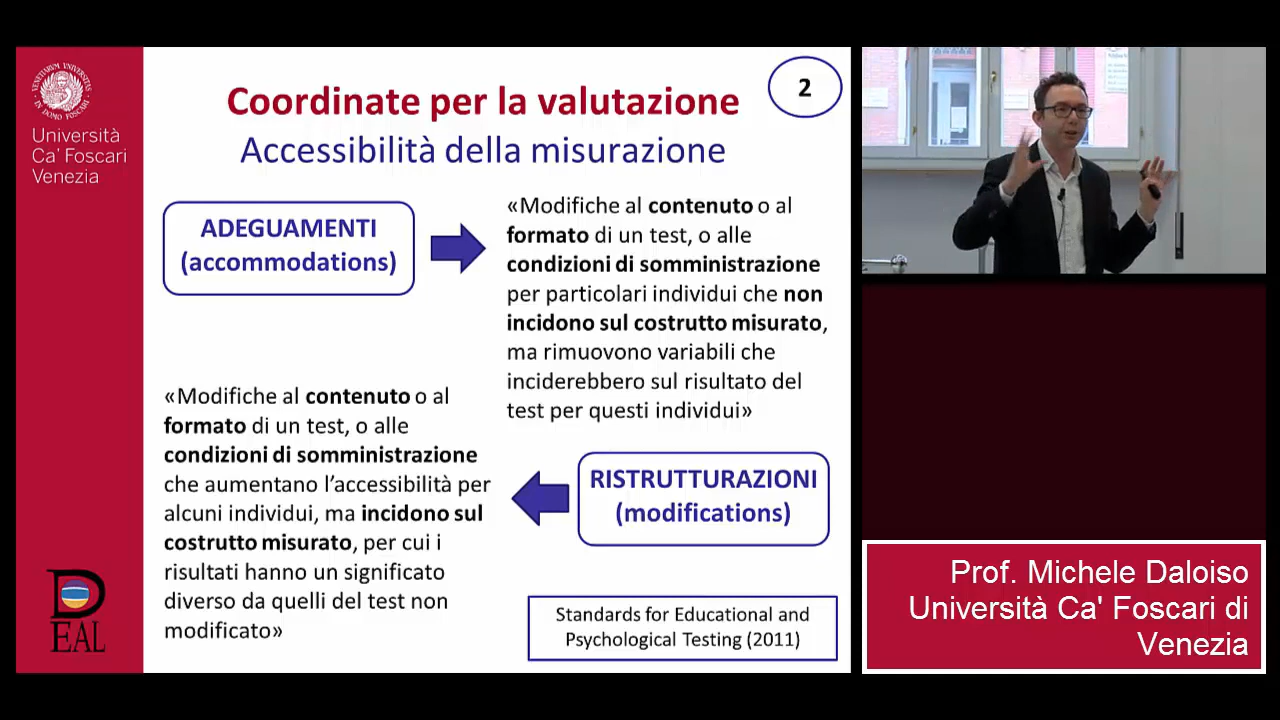 Università
Ca' Foscari
Venezia
2
Coordinate per la valutazione
Accessibilità della misurazione
ADEGUAMENTI
(accommodations)
«Modifiche al contenuto o al
formato di un test, o alle
condizioni di somministrazione
per particolari individui che non
incidono sul costrutto misurato,
ma rimuovono variabili che
inciderebbero sul risultato del
test per questi individui»
«Modifiche al contenuto o al
formato di un test, o alle
condizioni di somministrazione
che aumentano l'accessibilità per
alcuni individui, ma incidono sul
costrutto misurato, per cui i
risultati hanno un significato
diverso da quelli del test non
modificato»
RISTRUTTURAZIONI
(modifications)
Standards for Educational and
Psychological Testing (2011)
DEAL
Prof. Michele Daloiso
Università Ca' Foscari di
Venezia